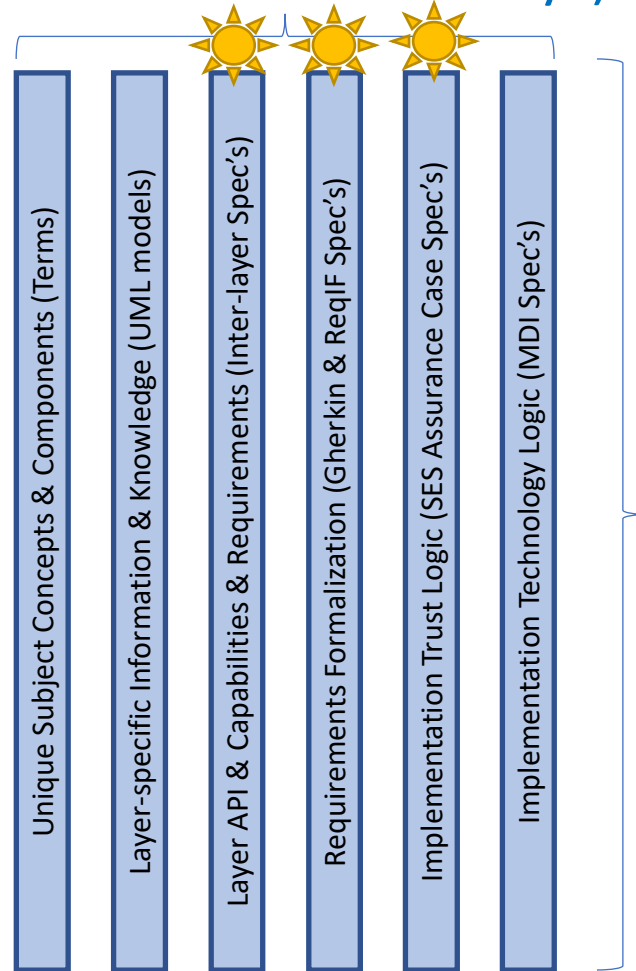 Unique Subject Concepts & Components (Terms)
Layer-specific Information & Knowledge (UML models)
Layer API & Capabilities & Requirements (Inter-layer Spec’s)
Requirements Formalization (Gherkin & ReqIF Spec’s)
Implementation Trust Logic (SES Assurance Case Spec’s)
Implementation Technology Logic (MDI Spec’s)